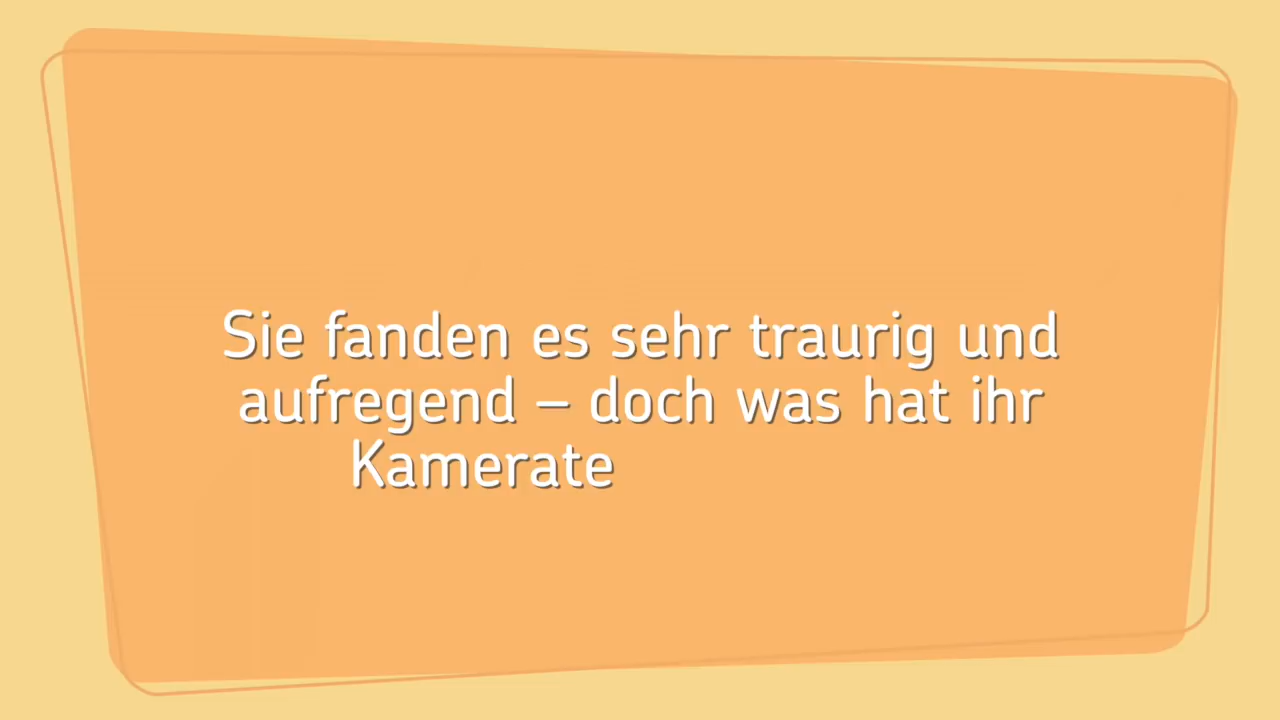 Sie fanden es sehr traurig und
aufregend – doch was hat ihr
Kamerate